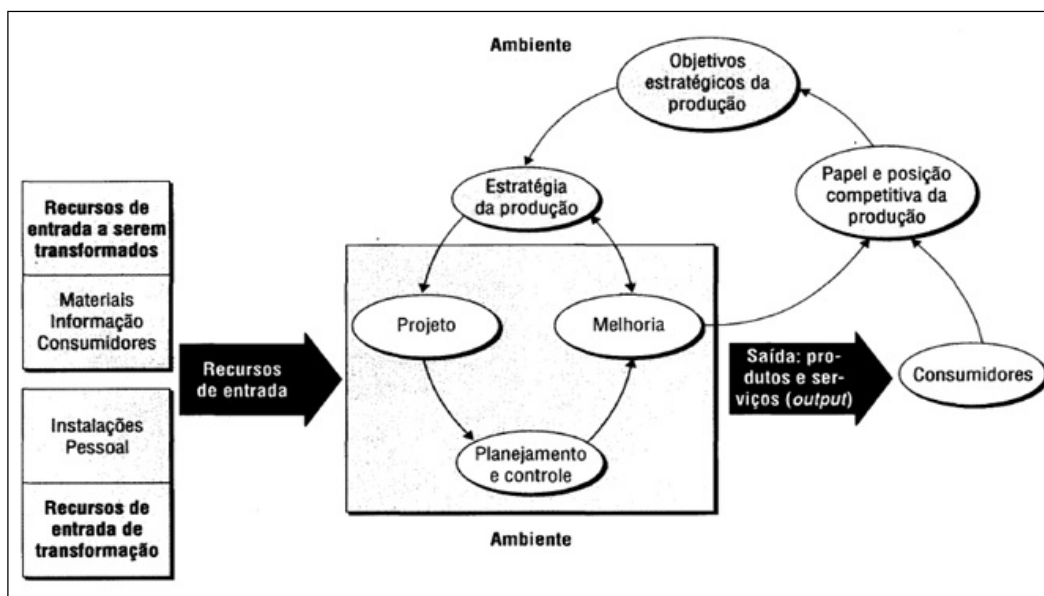 Ambiente
Objetivos
estratégicos da
produção
Estratégia
da produção
Papel e posição
competitiva da
produção
Recursos de
entrada a serem
transformados
Materiais
Informação
Consumidores
Instalações
Pessoal
Recursos de
entrada de
transformação
Recursos
de entrada
Projeto
Melhoria
Planejamento
e controle
Saída: pro-
dutos e ser-
viços (output)
Consumidores
Ambiente